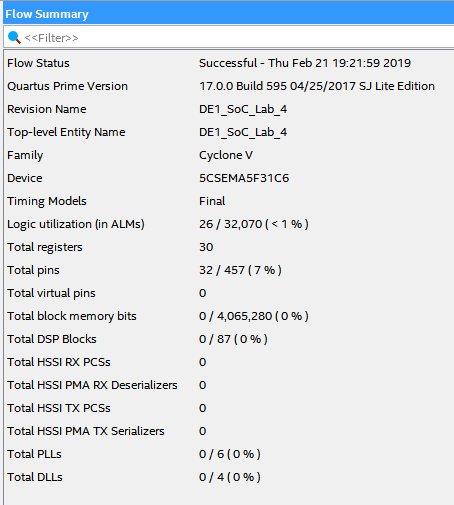 Flow Summary
<<Filter>>
Flow Status Successful - Thu Feb 21 19:21:59 2019
Quartus Prime Version 17.0.0 Build 595 04/25/2017 SJ Lite Edition
Revision Name DE1_SoC_Lab_4
Top-level Entity Name DE1_SoC_Lab_4
Family Cyclone V
Device 5CSEMA5F31C6
Timing Models Final
Logic utilization (in ALMs) 26 / 32,070 ( < 1 % )
Total registers 30
Total pins 32 / 457 ( 7 % )
Total virtual pins 0
Total block memory bits 0 / 4,065,280 ( 0 % )
Total DSP Blocks 0 / 87 ( 0 % )
Total HSSI RX PCSs 0
Total HSSI PMA RX Deserializers 0
Total HSSI TX PCSs 0
Total HSSI PMA TX Serializers 0
Total PLLs 0 / 6 ( 0 % )
Total DLLs 0 / 4 ( 0 % )